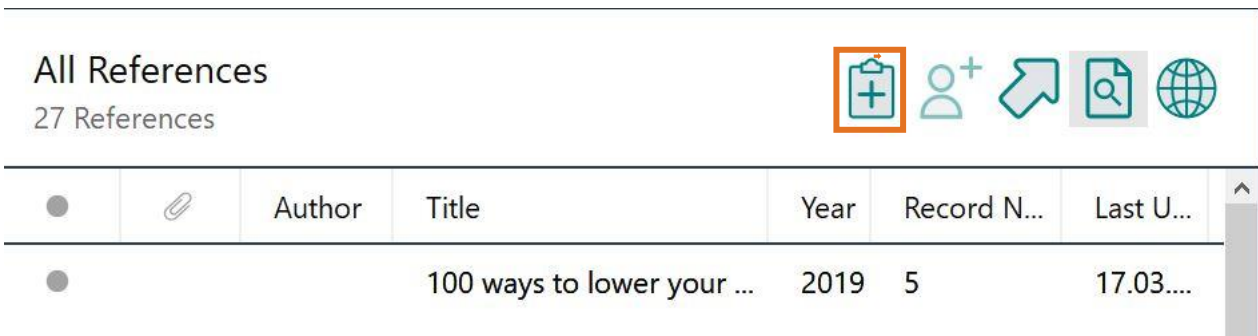 All References
27 References
Author Title Year Record N... Last U...
100 ways to lower your ... 2019 5 17.03....